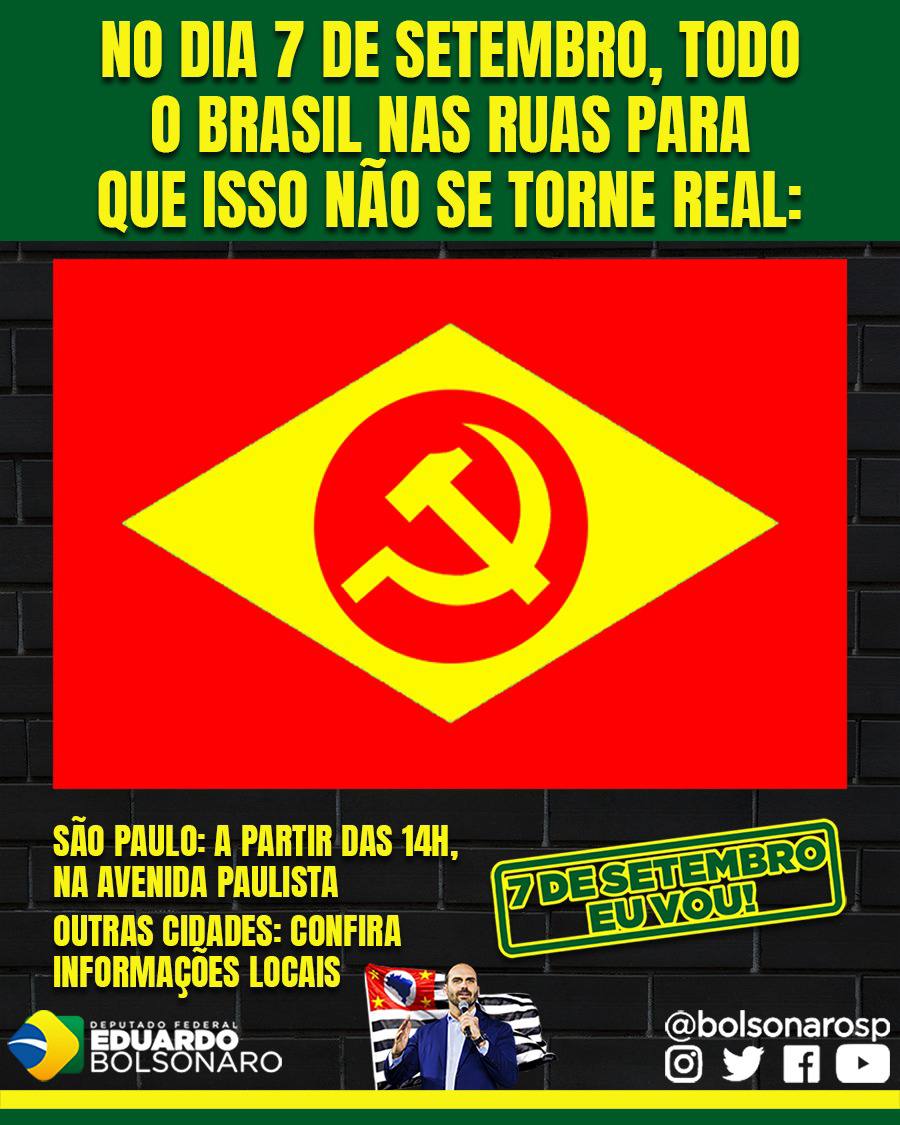 NO DIA 7 DE SETEMBRO, TODO
O BRASIL NAS RUAS PARA
QUE ISSO NÃO SE TORNE REAL:
SÃO PAULO: A PARTIR DAS 14H,
NA AVENIDA PAULISTA
OUTRAS CIDADES: CONFIRA
INFORMAÇÕES LOCAIS
7 DE SETEMBRO
EU VOU!
DEPUTADO FEDERAL
EDUARDO
BOLSONARO
@bolsonarosp